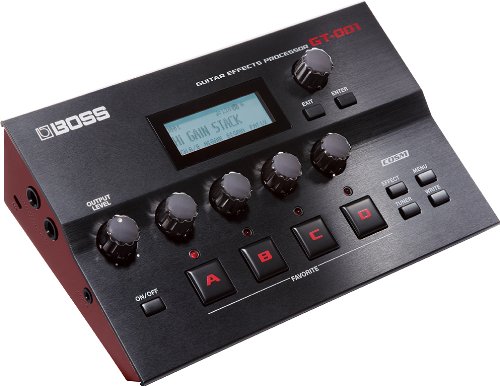 BOSS
GUITAR EFFECTS PROCESSOR GT-001
EXIT
ENTER
GAIN STACK
COSM
EFFECT
MENU
TUNER
WRITE
OUTPUT
LEVEL
A
B
C
D
FAVORITE
ON/OFF